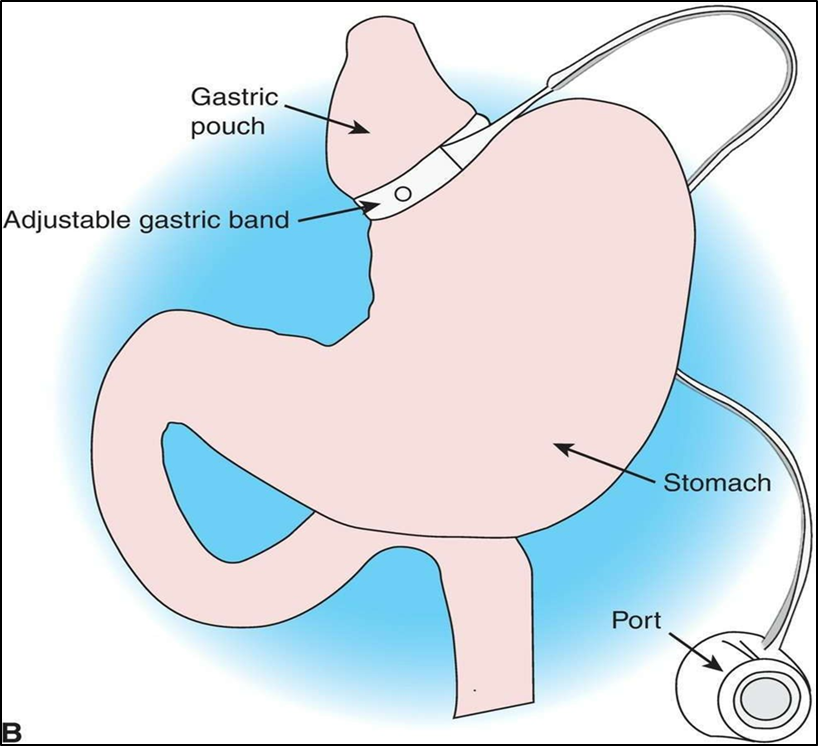 Gastric
pouch
Adjustable gastric band
Stomach
Port
B